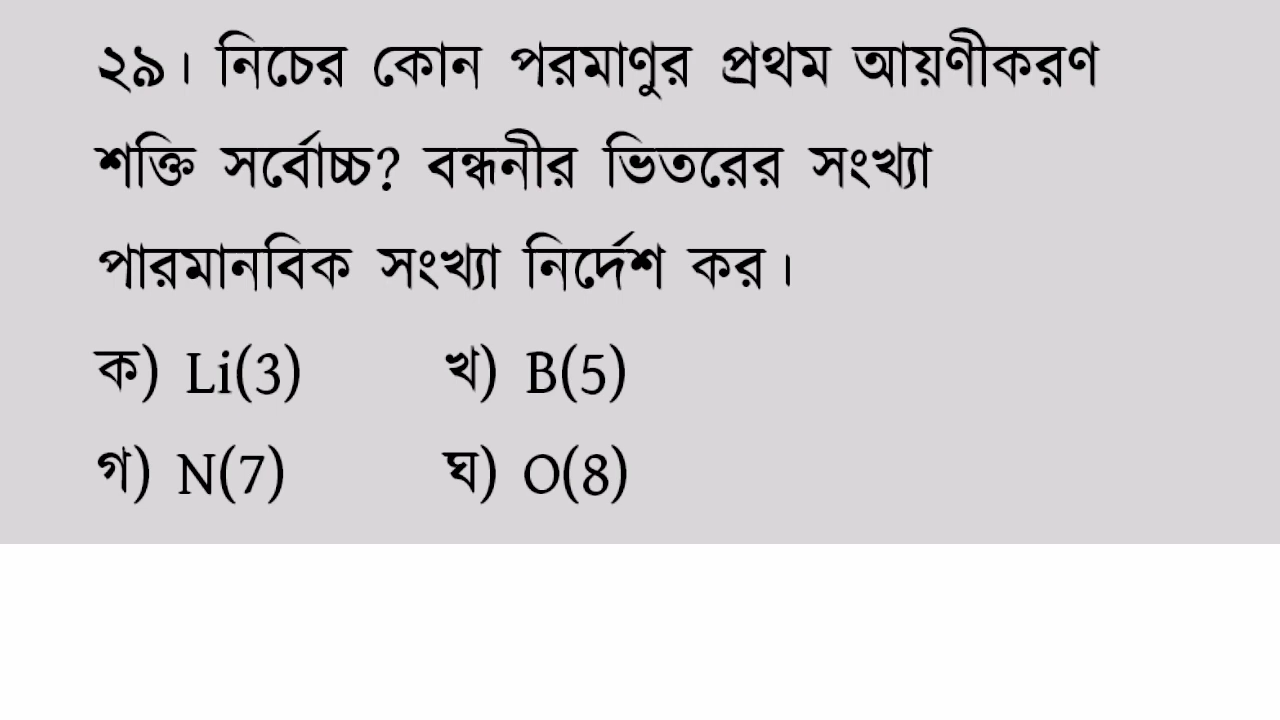 ২৯। নিচের কোন পরমাণুর প্রথম আয়ণীকরণ
শক্তি সর্বোচ্চ? বন্ধনীর ভিতরের সংখ্যা
পারমানবিক সংখ্যা নির্দেশ কর।
ক) Li(3) খ) B(5)
গ) N(7) ঘ) O(8)